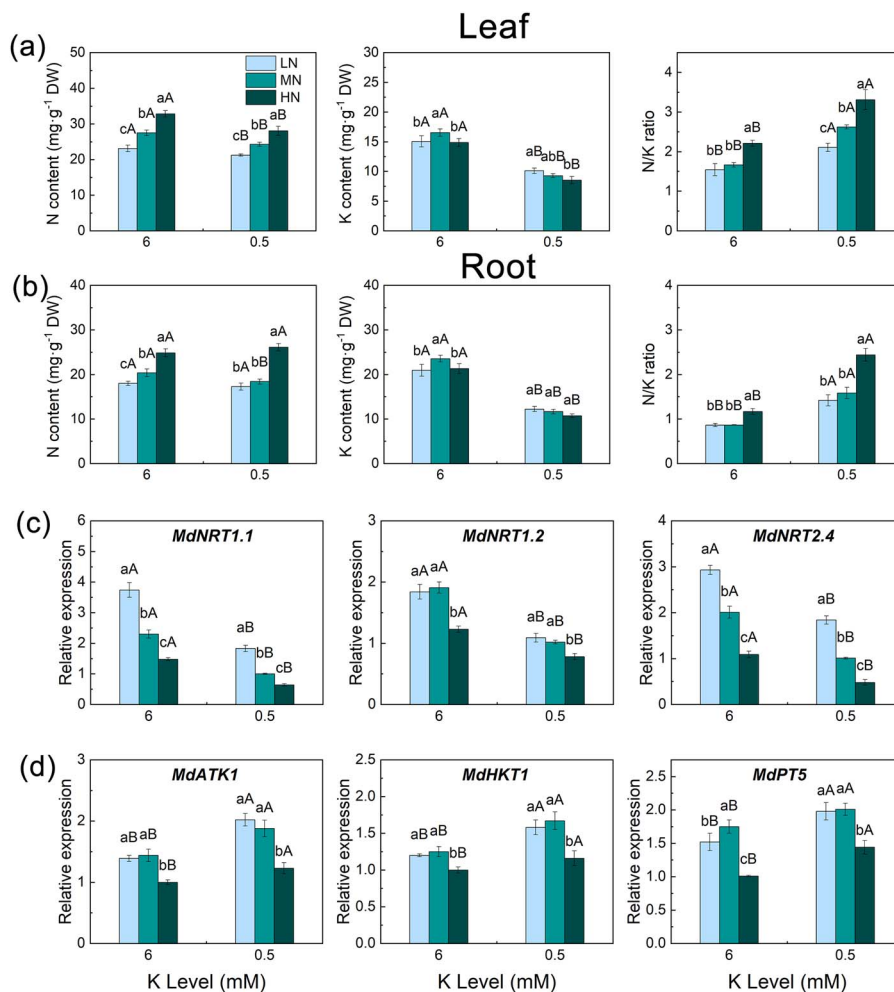 Leaf
(a)
N content (mg·g⁻¹ DW)
50
40
30
20
10
0
LN
MN
HN
cA bA aA
cB bB aB
6 0.5
K content (mg·g⁻¹ DW)
30
25
20
15
10
5
0
bA aA bA
aB abB bB
6 0.5
N/K ratio
4
3
2
1
0
bB bB aB
cA bA aA
6 0.5
Root
(b)
N content (mg·g⁻¹ DW)
40
30
20
10
0
cA bA aA
bA bB aA
6 0.5
K content (mg·g⁻¹ DW)
40
30
20
10
0
bA aA bA
aB aB aB
6 0.5
N/K ratio
4
3
2
1
0
bB bB aB
bA bA aA
6 0.5
(c)
Relative expression
6
5
4
3
2
1
0
MdNRT1.1
aA bA cA
aB bB cB
6 0.5
Relative expression
3
2
1
0
MdNRT1.2
aA aA bA
aB aB bB
6 0.5
Relative expression
4
3
2
1
0
MdNRT2.4
aA bA cA
aB bB cB
6 0.5
(d)
Relative expression
3
2
1
0
MdATK1
aB aB bB
aA aA bA
6 0.5
K Level (mM)
Relative expression
2.5
2.0
1.5
1.0
0.5
0.0
MdHKT1
aB aB bB
aA aA bA
6 0.5
K Level (mM)
Relative expression
2.5
2.0
1.5
1.0
0.5
0.0
MdPT5
bB aB cB
aA aA bA
6 0.5
K Level (mM)